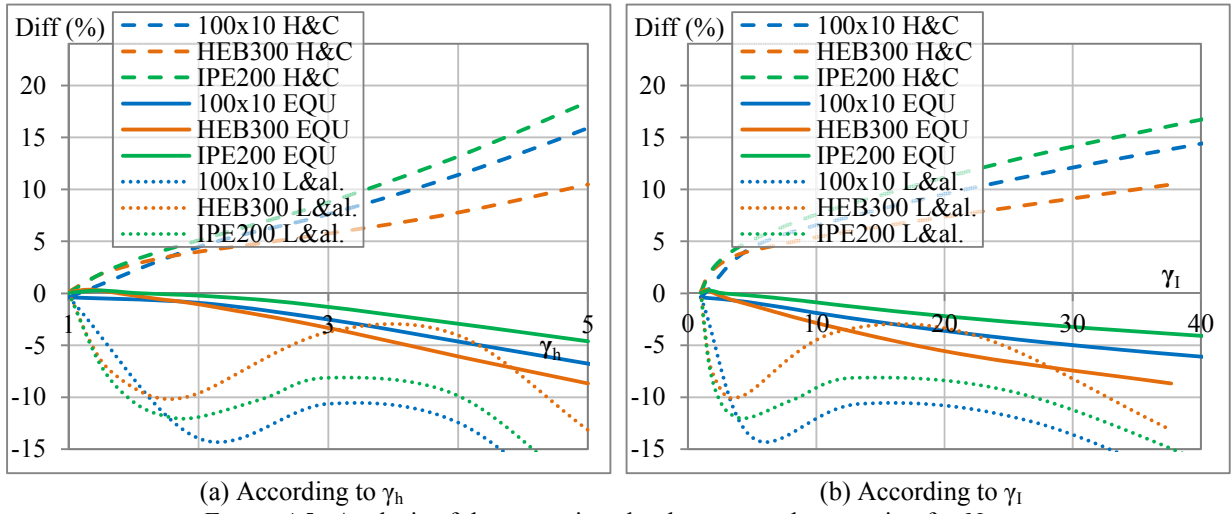 Diff (%)
100x10 H&C
HEB300 H&C
IPE200 H&C
100x10 EQU
HEB300 EQU
IPE200 EQU
100x10 L&al.
HEB300 L&al.
IPE200 L&al.
20
15
10
5
0
-5
-10
-15
1
3
5
γh
(a) According to γh
Diff (%)
100x10 H&C
HEB300 H&C
IPE200 H&C
100x10 EQU
HEB300 EQU
IPE200 EQU
100x10 L&al.
HEB300 L&al.
IPE200 L&al.
20
15
10
5
0
-5
-10
-15
0
10
20
30
40
γI
(b) According to γI